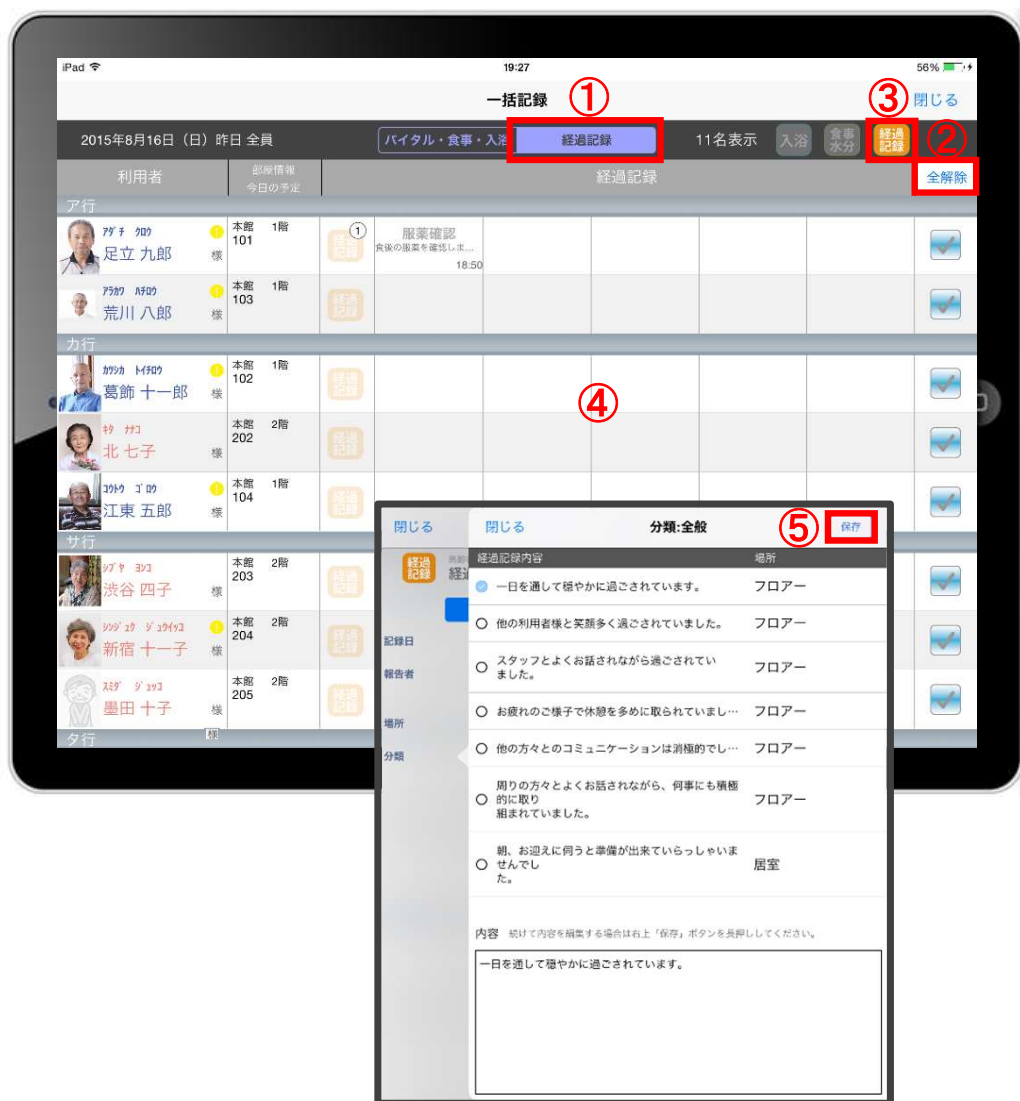 iPad 19:27 56%
一括記録 ① ③ 閉じる
2015年8月16日（日）昨日 全員 バイタル・食事・入浴 経過記録 11名表示 入浴 食事水分 経過記録 ②
利用者 部屋情報 経過記録 全解除
今日の予定
ア行
ｱﾀﾞﾁ ｸﾛｳ 本館 1階 経過記録 ① 服薬確認
足立 九郎 様 101 食後の服薬を確認しま...
18:50
ｱﾗｶﾜ ﾊﾁﾛｳ 本館 1階 経過記録
荒川 八郎 様 103
カ行
ｶﾂｼｶ ﾄｲﾁﾛｳ 本館 1階 経過記録
葛飾 十一郎 様 102 ④
ｷﾀ ﾅﾅｺ 本館 2階 経過記録
北 七子 様 202
ｺｳﾄｳ ｺﾞﾛｳ 本館 1階 経過記録
江東 五郎 様 104
サ行
ｼﾌﾞﾔ ﾖﾝｺ 本館 2階 経過記録
渋谷 四子 様 203
ｼﾝｼﾞｭｸ ｼﾞｭｳｲﾁｺ 本館 2階 経過記録
新宿 十一子 様 204
ｽﾐﾀﾞ ｼﾞｭｯｺ 本館 2階 経過記録
墨田 十子 様 205
タ行 様
閉じる 閉じる 分類:全般 ⑤ 保存
経過記録 経過記録内容 場所
一日を通して穏やかに過ごされています。 フロアー
他の利用者様と笑顔多く過ごされていました。 フロアー
記録日
スタッフとよくお話されながら過ごされてい
ました。 フロアー
報告者
お疲れのご様子で休憩を多めに取られていまし… フロアー
場所
他の方々とのコミュニケーションは消極的でし… フロアー
分類
周りの方々とよくお話されながら、何事にも積極
的に取り フロアー
組まれていました。
朝、お迎えに伺うと準備が出来ていらっしゃいま
せんでし 居室
た。
内容 続けて内容を編集する場合は右上「保存」ボタンを長押ししてください。
一日を通して穏やかに過ごされています。